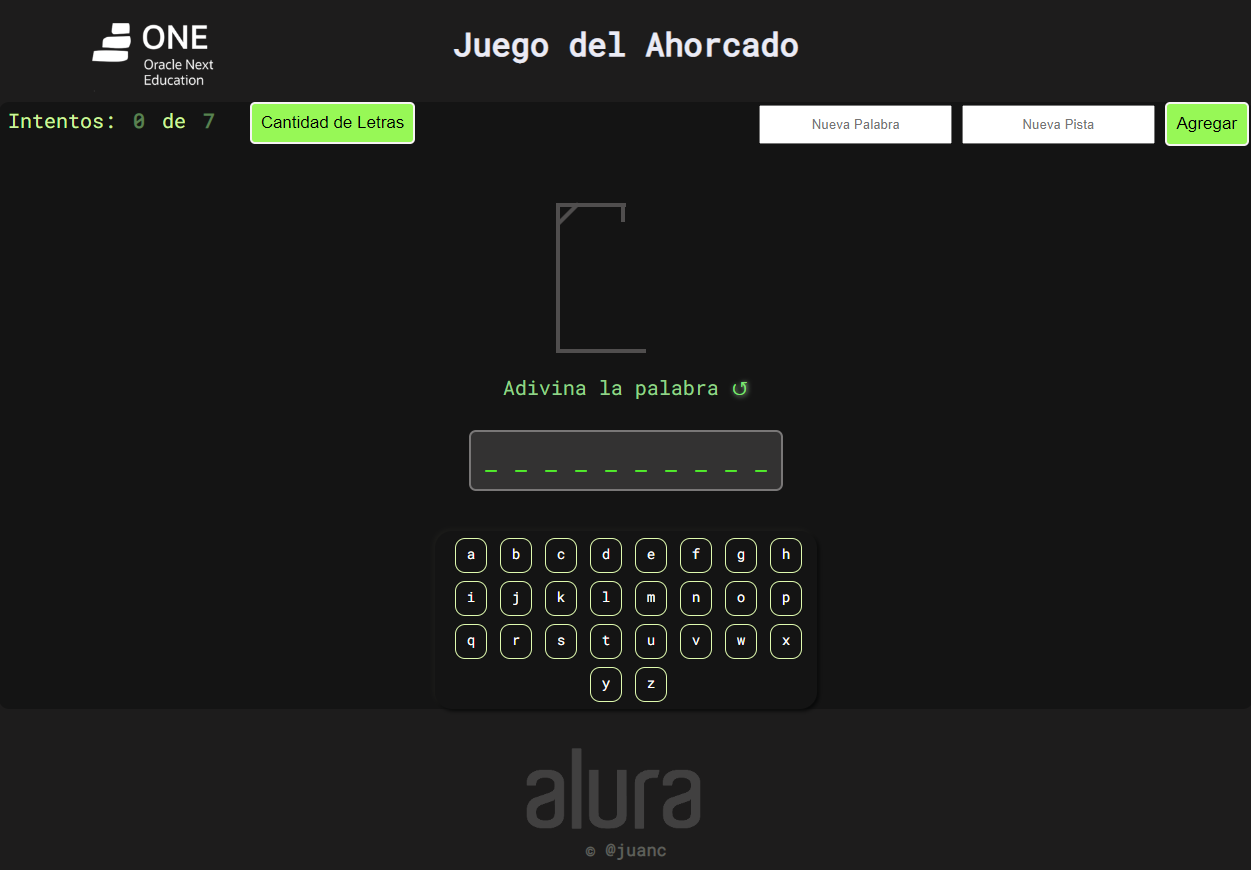 ONE
Oracle Next
Education
Juego del Ahorcado
Intentos: 0 de 7
Cantidad de Letras
Nueva Palabra
Nueva Pista
Agregar
Adivina la palabra ↺
_ _ _ _ _ _ _ _ _ _
a b c d e f g h
i j k l m n o p
q r s t u v w x
y z
alura
© @juanc